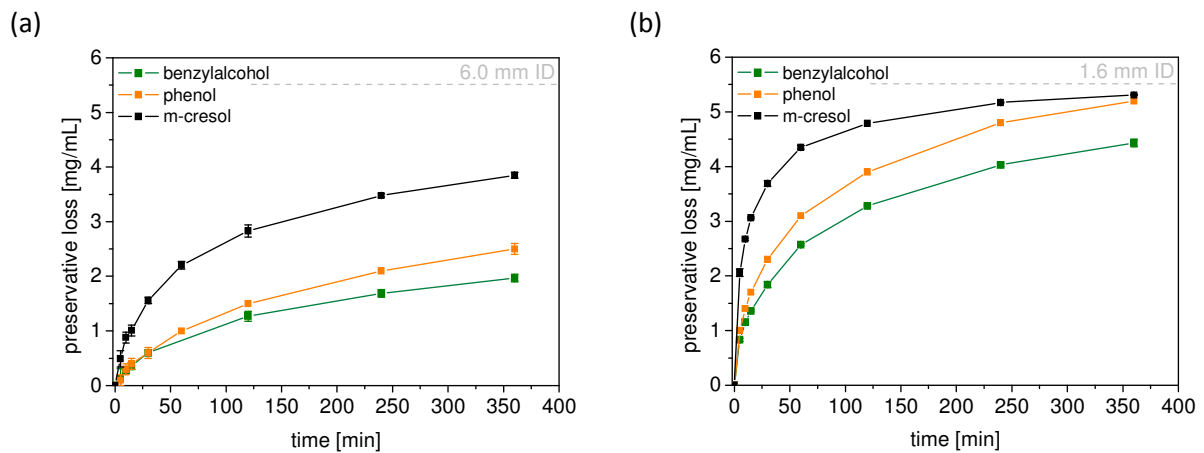 (a)
6
5
4
3
2
1
0
preservative loss [mg/mL]
benzylalcohol
phenol
m-cresol
6.0 mm ID
0 50 100 150 200 250 300 350 400
time [min]
(b)
6
5
4
3
2
1
0
preservative loss [mg/mL]
benzylalcohol
phenol
m-cresol
1.6 mm ID
0 50 100 150 200 250 300 350 400
time [min]